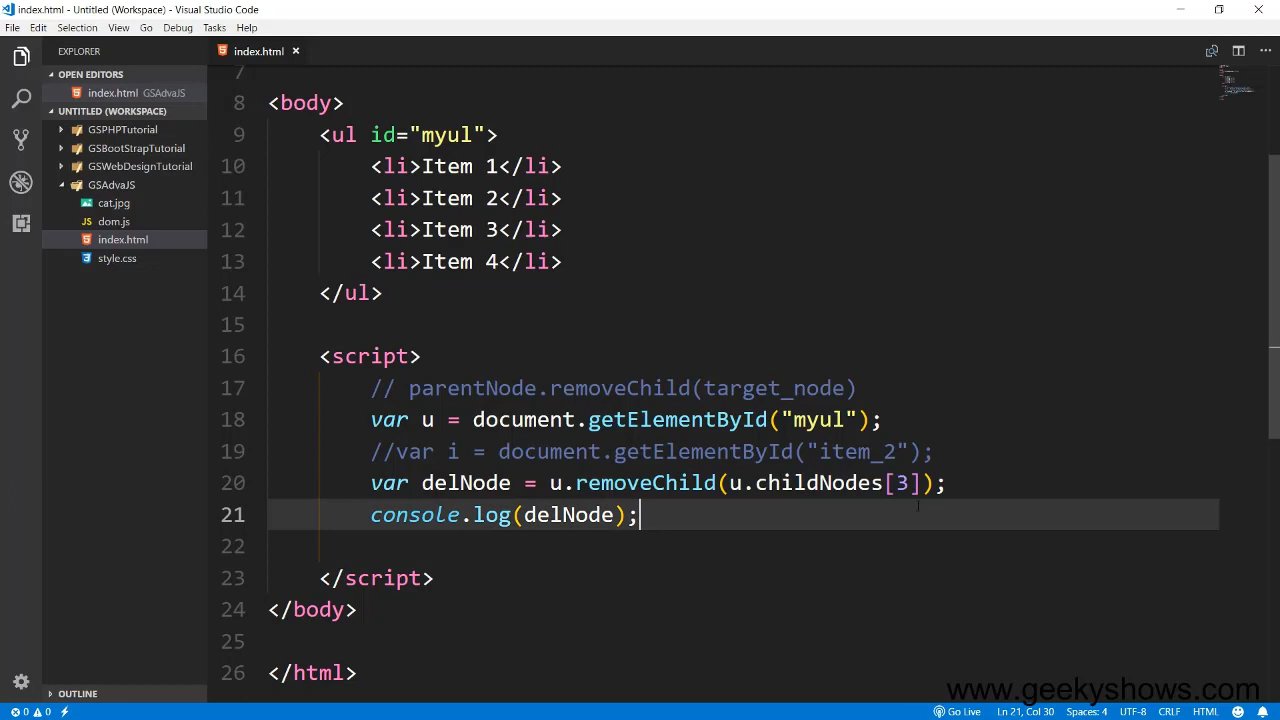 index.html - Untitled (Workspace) - Visual Studio Code
File Edit Selection View Go Debug Tasks Help
EXPLORER
index.html ×
OPEN EDITORS
index.html GSAdvaJS
UNTITLED (WORKSPACE)
GSPHPTutorial
GSBootStrapTutorial
GSWebDesignTutorial
GSAdvaJS
cat.jpg
JS dom.js
index.html
style.css
OUTLINE
7
8 <body>
9 <ul id="myul">
10 <li>Item 1</li>
11 <li>Item 2</li>
12 <li>Item 3</li>
13 <li>Item 4</li>
14 </ul>
15
16 <script>
17 // parentNode.removeChild(target_node)
18 var u = document.getElementById("myul");
19 //var i = document.getElementById("item_2");
20 var delNode = u.removeChild(u.childNodes[3]);
21 console.log(delNode);
22
23 </script>
24 </body>
25
26 </html>
www.geekyshows.com
0 0 Go Live Ln 21, Col 30 Spaces: 4 UTF-8 CRLF HTML